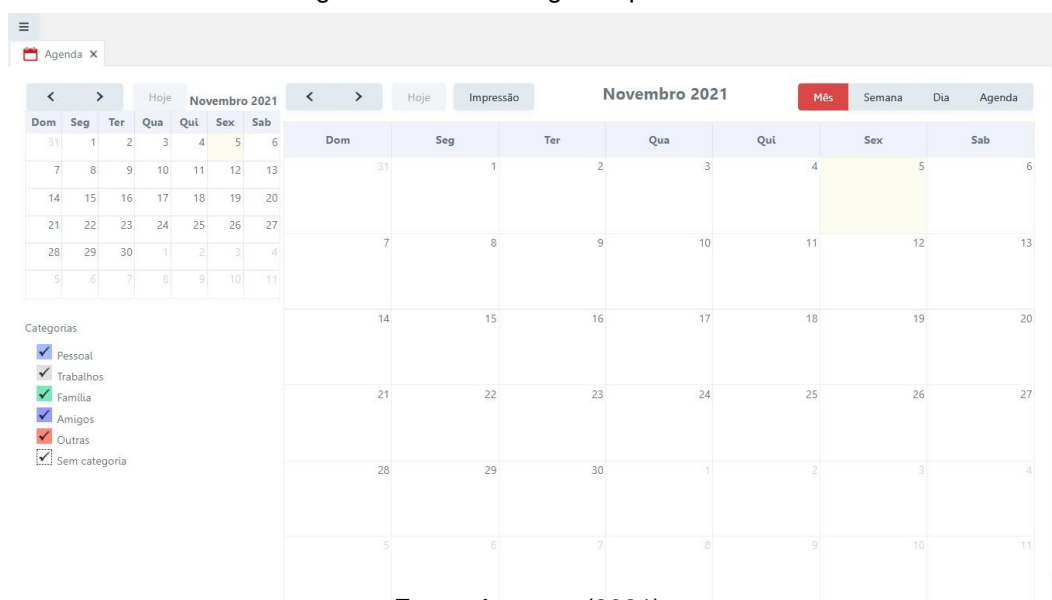 Agenda ×
< > Hoje Novembro 2021
Dom Seg Ter Qua Qui Sex Sab
31 1 2 3 4 5 6
7 8 9 10 11 12 13
14 15 16 17 18 19 20
21 22 23 24 25 26 27
28 29 30 1 2 3 4
5 6 7 8 9 10 11
Categorias
Pessoal
Trabalhos
Família
Amigos
Outras
Sem categoria
< > Hoje Impressão Novembro 2021 Mês Semana Dia Agenda
Dom Seg Ter Qua Qui Sex Sab
31 1 2 3 4 5 6
7 8 9 10 11 12 13
14 15 16 17 18 19 20
21 22 23 24 25 26 27
28 29 30 1 2 3 4
5 6 7 8 9 10 11